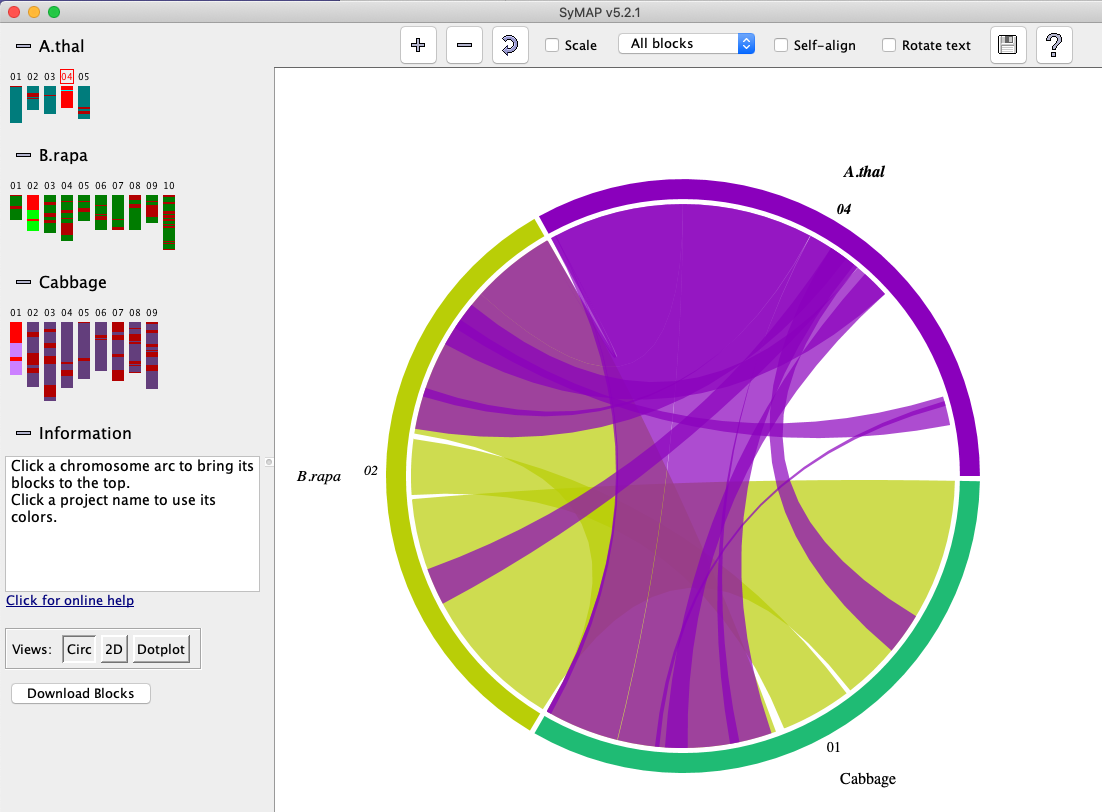 SyMAP v5.2.1
A.thal
01 02 03 04 05
B.rapa
01 02 03 04 05 06 07 08 09 10
Cabbage
01 02 03 04 05 06 07 08 09
Information
Click a chromosome arc to bring its
blocks to the top.
Click a project name to use its
colors.
Click for online help
Views: Circ 2D Dotplot
Download Blocks
+ − Scale All blocks Self-align Rotate text ?
A.thal
04
B.rapa 02
01
Cabbage